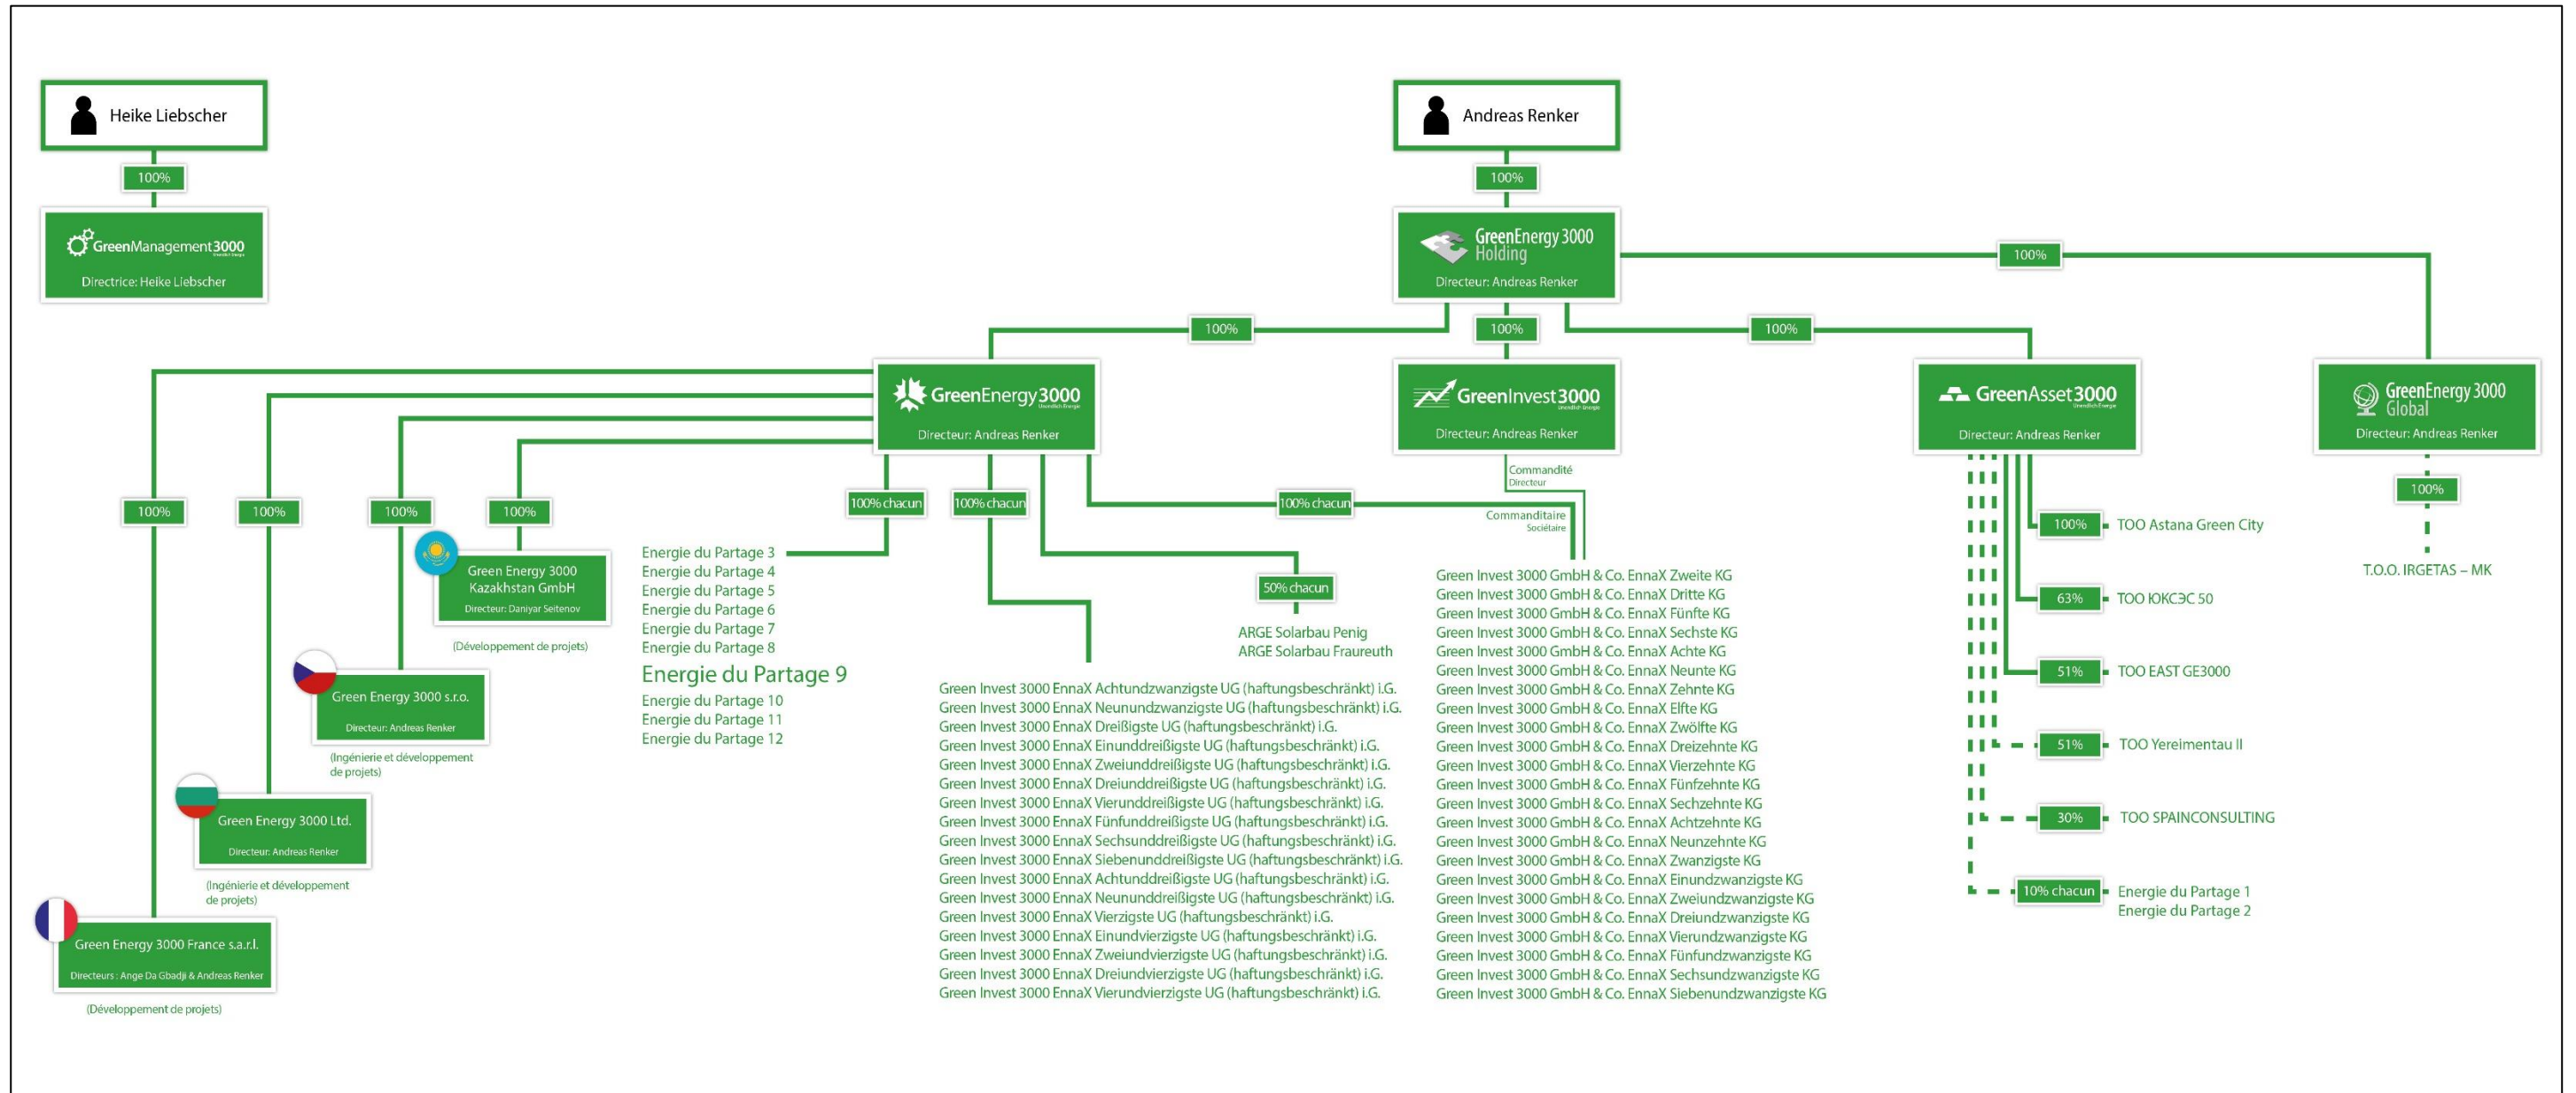 Heike Liebscher
100%
GreenManagement3000
Unendlich Energie
Directrice: Heike Liebscher
Andreas Renker
100%
GreenEnergy 3000
Holding
Directeur: Andreas Renker
100%
100%
100%
100%
GreenEnergy3000
Unendlich Energie
Directeur: Andreas Renker
GreenInvest3000
Unendlich Energie
Directeur: Andreas Renker
GreenAsset3000
Unendlich Energie
Directeur: Andreas Renker
GreenEnergy 3000
Global
Directeur: Andreas Renker
100%
100%
100%
100%
100% chacun
100% chacun
100% chacun
Commandité
Directeur
Commanditaire
Sociétaire
100%
T.O.O. IRGETAS – MK
Green Energy 3000
Kazakhstan GmbH
Directeur: Daniyar Seitenov
(Développement de projets)
Green Energy 3000 s.r.o.
Directeur: Andreas Renker
(Ingénierie et développement
de projets)
Green Energy 3000 Ltd.
Directeur: Andreas Renker
(Ingénierie et développement
de projets)
Green Energy 3000 France s.a.r.l.
Directeurs : Ange Da Gbadji & Andreas Renker
(Développement de projets)
Energie du Partage 3
Energie du Partage 4
Energie du Partage 5
Energie du Partage 6
Energie du Partage 7
Energie du Partage 8
Energie du Partage 9
Energie du Partage 10
Energie du Partage 11
Energie du Partage 12
Green Invest 3000 EnnaX Achtundzwanzigste UG (haftungsbeschränkt) i.G.
Green Invest 3000 EnnaX Neunundzwanzigste UG (haftungsbeschränkt) i.G.
Green Invest 3000 EnnaX Dreißigste UG (haftungsbeschränkt) i.G.
Green Invest 3000 EnnaX Einunddreißigste UG (haftungsbeschränkt) i.G.
Green Invest 3000 EnnaX Zweiunddreißigste UG (haftungsbeschränkt) i.G.
Green Invest 3000 EnnaX Dreiunddreißigste UG (haftungsbeschränkt) i.G.
Green Invest 3000 EnnaX Vierunddreißigste UG (haftungsbeschränkt) i.G.
Green Invest 3000 EnnaX Fünfunddreißigste UG (haftungsbeschränkt) i.G.
Green Invest 3000 EnnaX Sechsunddreißigste UG (haftungsbeschränkt) i.G.
Green Invest 3000 EnnaX Siebenunddreißigste UG (haftungsbeschränkt) i.G.
Green Invest 3000 EnnaX Achtunddreißigste UG (haftungsbeschränkt) i.G.
Green Invest 3000 EnnaX Neununddreißigste UG (haftungsbeschränkt) i.G.
Green Invest 3000 EnnaX Vierzigste UG (haftungsbeschränkt) i.G.
Green Invest 3000 EnnaX Einundvierzigste UG (haftungsbeschränkt) i.G.
Green Invest 3000 EnnaX Zweiundvierzigste UG (haftungsbeschränkt) i.G.
Green Invest 3000 EnnaX Dreiundvierzigste UG (haftungsbeschränkt) i.G.
Green Invest 3000 EnnaX Vierundvierzigste UG (haftungsbeschränkt) i.G.
50% chacun
ARGE Solarbau Penig
ARGE Solarbau Fraureuth
Green Invest 3000 GmbH & Co. EnnaX Zweite KG
Green Invest 3000 GmbH & Co. EnnaX Dritte KG
Green Invest 3000 GmbH & Co. EnnaX Fünfte KG
Green Invest 3000 GmbH & Co. EnnaX Sechste KG
Green Invest 3000 GmbH & Co. EnnaX Achte KG
Green Invest 3000 GmbH & Co. EnnaX Neunte KG
Green Invest 3000 GmbH & Co. EnnaX Zehnte KG
Green Invest 3000 GmbH & Co. EnnaX Elfte KG
Green Invest 3000 GmbH & Co. EnnaX Zwölfte KG
Green Invest 3000 GmbH & Co. EnnaX Dreizehnte KG
Green Invest 3000 GmbH & Co. EnnaX Vierzehnte KG
Green Invest 3000 GmbH & Co. EnnaX Fünfzehnte KG
Green Invest 3000 GmbH & Co. EnnaX Sechzehnte KG
Green Invest 3000 GmbH & Co. EnnaX Achtzehnte KG
Green Invest 3000 GmbH & Co. EnnaX Neunzehnte KG
Green Invest 3000 GmbH & Co. EnnaX Zwanzigste KG
Green Invest 3000 GmbH & Co. EnnaX Einundzwanzigste KG
Green Invest 3000 GmbH & Co. EnnaX Zweiundzwanzigste KG
Green Invest 3000 GmbH & Co. EnnaX Dreiundzwanzigste KG
Green Invest 3000 GmbH & Co. EnnaX Vierundzwanzigste KG
Green Invest 3000 GmbH & Co. EnnaX Fünfundzwanzigste KG
Green Invest 3000 GmbH & Co. EnnaX Sechsundzwanzigste KG
Green Invest 3000 GmbH & Co. EnnaX Siebenundzwanzigste KG
100% TOO Astana Green City
63% TOO ЮКСЭС 50
51% TOO EAST GE3000
51% TOO Yereimentau II
30% TOO SPAINCONSULTING
10% chacun Energie du Partage 1
Energie du Partage 2